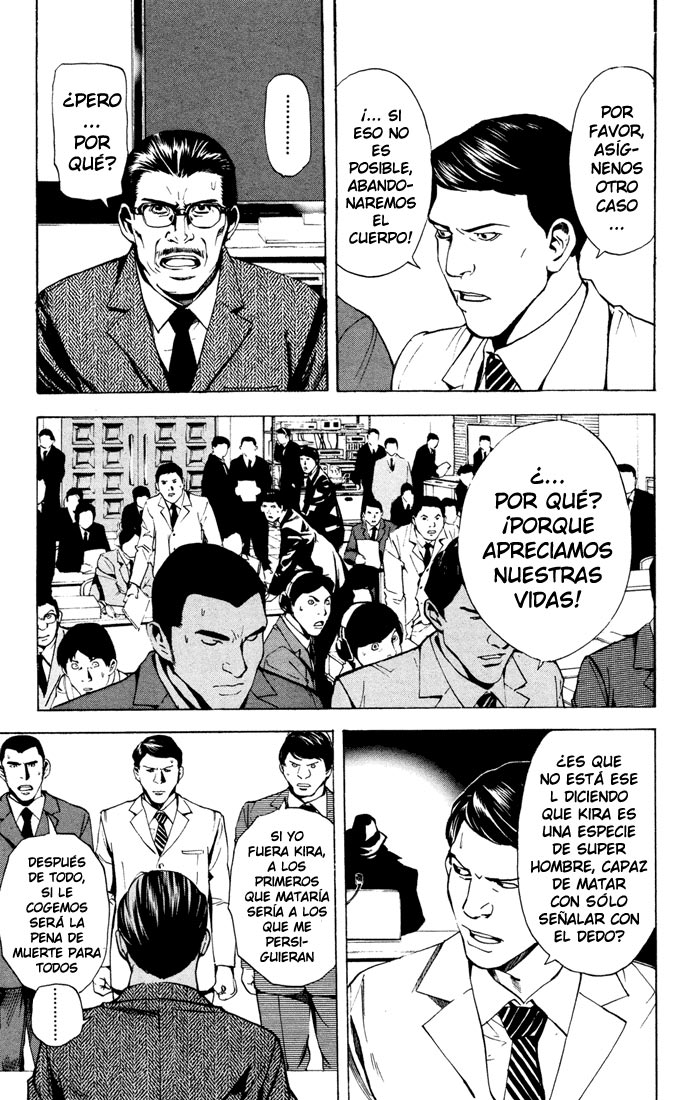 POR
FAVOR,
ASÍG-
NENOS
OTRO
CASO
...
¡... SI
ESO NO
ES
POSIBLE,
ABANDO-
NAREMOS
EL
CUERPO!
.........
¿PERO
...
POR
QUÉ?
¿...
POR QUÉ?
¡PORQUE
APRECIAMOS
NUESTRAS
VIDAS!
¿ES QUE
NO ESTÁ ESE
L DICIENDO
QUE KIRA ES
UNA ESPECIE
DE SUPER
HOMBRE, CAPAZ
DE MATAR
CON SÓLO
SEÑALAR CON
EL DEDO?
SI YO
FUERA KIRA,
A LOS
PRIMEROS
QUE MATARÍA
SERÍA A LOS
QUE ME
PERSI-
GUIERAN
DESPUÉS
DE TODO,
SI LE
COGEMOS
SERÁ LA
PENA DE
MUERTE PARA
TODOS
.........